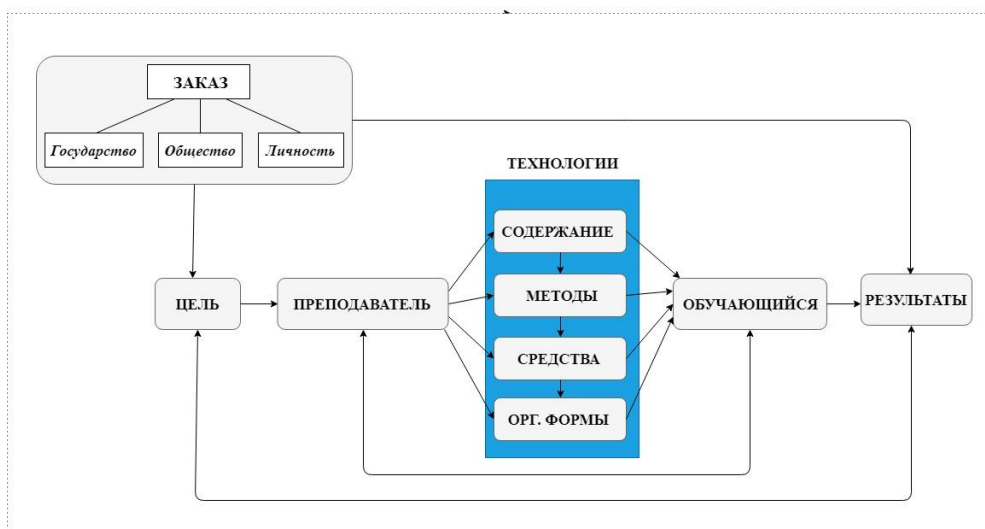 ЗАКАЗ
Государство
Общество
Личность
ТЕХНОЛОГИИ
СОДЕРЖАНИЕ
МЕТОДЫ
СРЕДСТВА
ОРГ. ФОРМЫ
ЦЕЛЬ
ПРЕПОДАВАТЕЛЬ
ОБУЧАЮЩИЙСЯ
РЕЗУЛЬТАТЫ